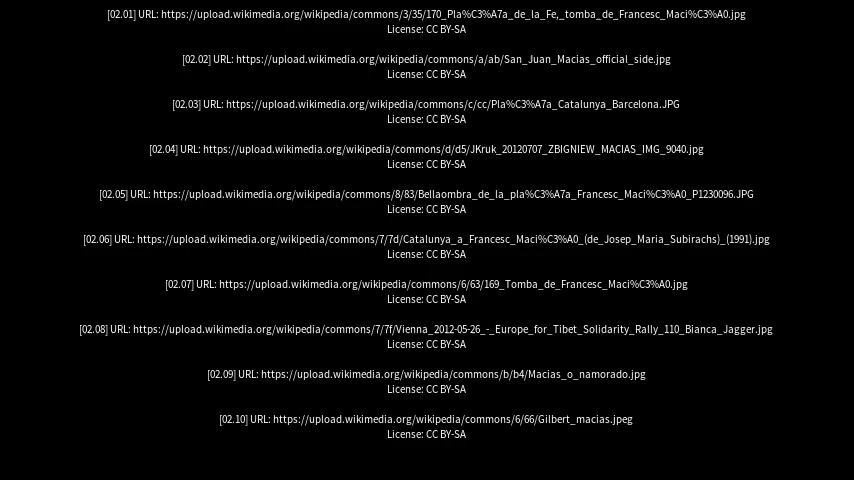 [02.01] URL: https://upload.wikimedia.org/wikipedia/commons/3/35/170_Pla%C3%A7a_de_la_Fe,_tomba_de_Francesc_Maci%C3%A0.jpg
License: CC BY-SA
[02.02] URL: https://upload.wikimedia.org/wikipedia/commons/a/ab/San_Juan_Macias_official_side.jpg
License: CC BY-SA
[02.03] URL: https://upload.wikimedia.org/wikipedia/commons/c/cc/Pla%C3%A7a_Catalunya_Barcelona.JPG
License: CC BY-SA
[02.04] URL: https://upload.wikimedia.org/wikipedia/commons/d/d5/JKruk_20120707_ZBIGNIEW_MACIAS_IMG_9040.jpg
License: CC BY-SA
[02.05] URL: https://upload.wikimedia.org/wikipedia/commons/8/83/Bellaombra_de_la_pla%C3%A7a_Francesc_Maci%C3%A0_P1230096.JPG
License: CC BY-SA
[02.06] URL: https://upload.wikimedia.org/wikipedia/commons/7/7d/Catalunya_a_Francesc_Maci%C3%A0_(de_Josep_Maria_Subirachs)_(1991).jpg
License: CC BY-SA
[02.07] URL: https://upload.wikimedia.org/wikipedia/commons/6/63/169_Tomba_de_Francesc_Maci%C3%A0.jpg
License: CC BY-SA
[02.08] URL: https://upload.wikimedia.org/wikipedia/commons/7/7f/Vienna_2012-05-26_-_Europe_for_Tibet_Solidarity_Rally_110_Bianca_Jagger.jpg
License: CC BY-SA
[02.09] URL: https://upload.wikimedia.org/wikipedia/commons/b/b4/Macias_o_namorado.jpg
License: CC BY-SA
[02.10] URL: https://upload.wikimedia.org/wikipedia/commons/6/66/Gilbert_macias.jpeg
License: CC BY-SA